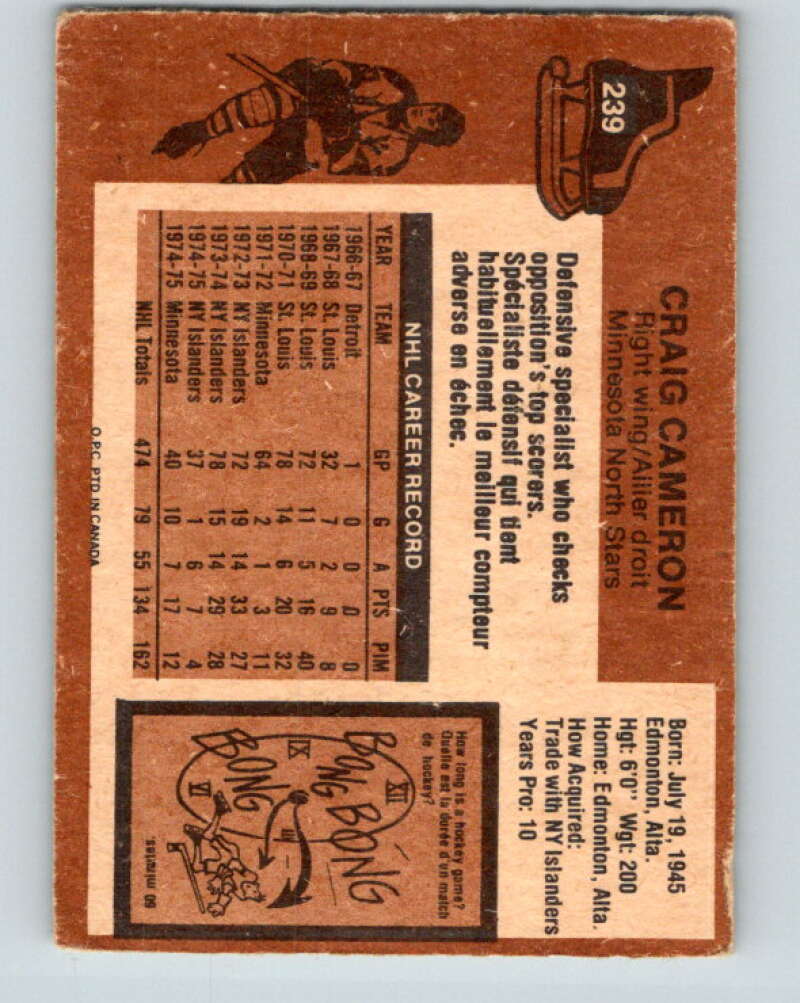 239
CRAIG CAMERON
Right wing/Ailier droit
Minnesota North Stars
Born: July 19, 1945
Edmonton, Alta.
Hgt: 6'0" Wgt: 200
Home: Edmonton, Alta.
How Acquired:
Trade with NY Islanders
Years Pro: 10
Defensive specialist who checks
opposition's top scorers.
Spécialiste défensif qui tient
habituellement le meilleur compteur
adverse en échec.
NHL CAREER RECORD
YEAR TEAM GP G A PTS PIM
1966-67 Detroit 1 0 0 0 0
1967-68 St. Louis 32 7 2 9 8
1968-69 St. Louis 72 11 5 16 40
1970-71 St. Louis 78 14 6 20 32
1971-72 Minnesota 64 2 1 3 11
1972-73 NY Islanders 72 19 14 33 27
1973-74 NY Islanders 78 15 14 29 28
1974-75 NY Islanders 37 1 6 7 4
1974-75 Minnesota 40 10 7 17 12
NHL Totals 474 79 55 134 162
How long is a hockey game?
Quelle est la durée d'un match
de hockey?
XII
BONG BONG
IX
III
BONG
VI
60 minutes.
O.P.C. PTD IN CANADA